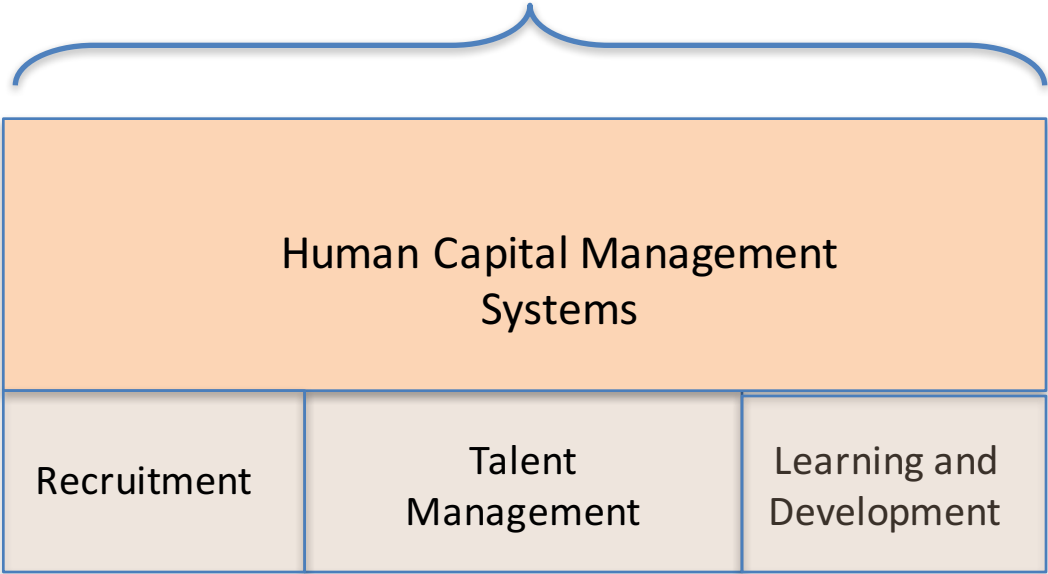 Human Capital Management
Systems
Recruitment
Talent
Management
Learning and
Development